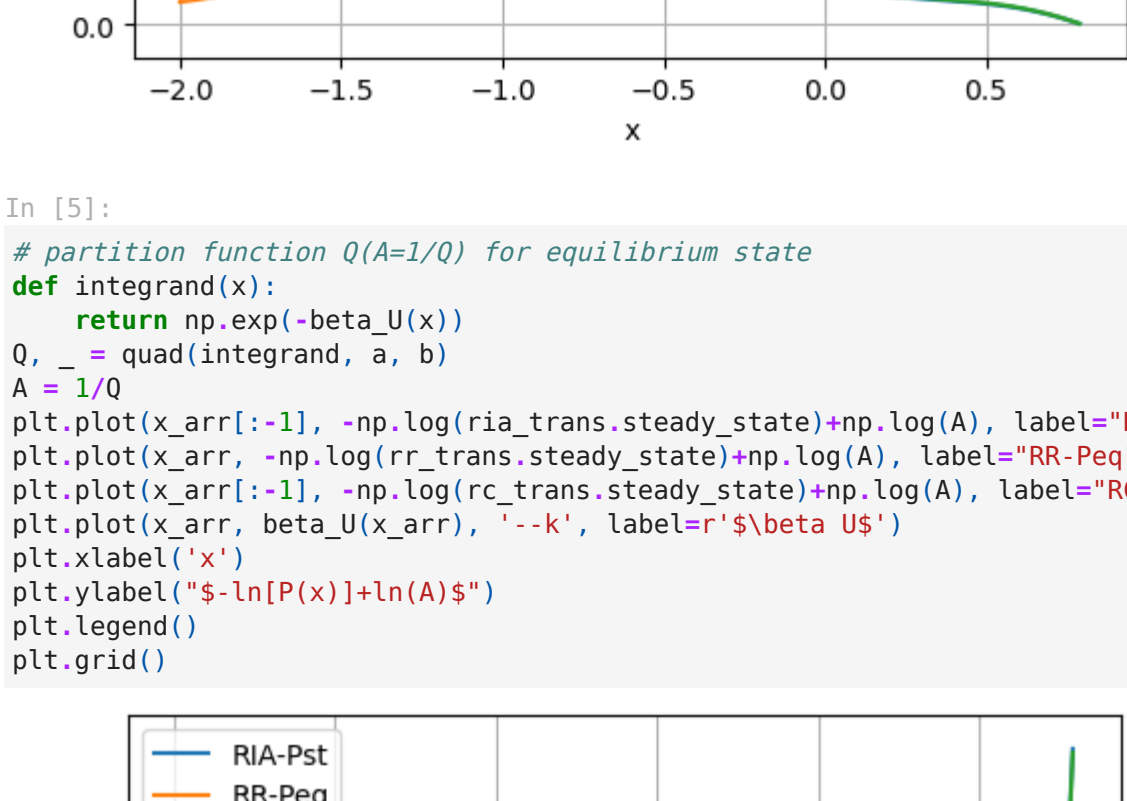 0.0
−2.0 −1.5 −1.0 −0.5 0.0 0.5
x
In [5]:
# partition function Q(A=1/Q) for equilibrium state
def integrand(x):
    return np.exp(-beta_U(x))
Q, _ = quad(integrand, a, b)
A = 1/Q
plt.plot(x_arr[:-1], -np.log(ria_trans.steady_state)+np.log(A), label="
plt.plot(x_arr, -np.log(rr_trans.steady_state)+np.log(A), label="RR-Peq
plt.plot(x_arr[:-1], -np.log(rc_trans.steady_state)+np.log(A), label="R
plt.plot(x_arr, beta_U(x_arr), '--k', label=r'$\beta U$')
plt.xlabel('x')
plt.ylabel("$-ln[P(x)]+ln(A)$")
plt.legend()
plt.grid()
RIA-Pst
RR-Peq